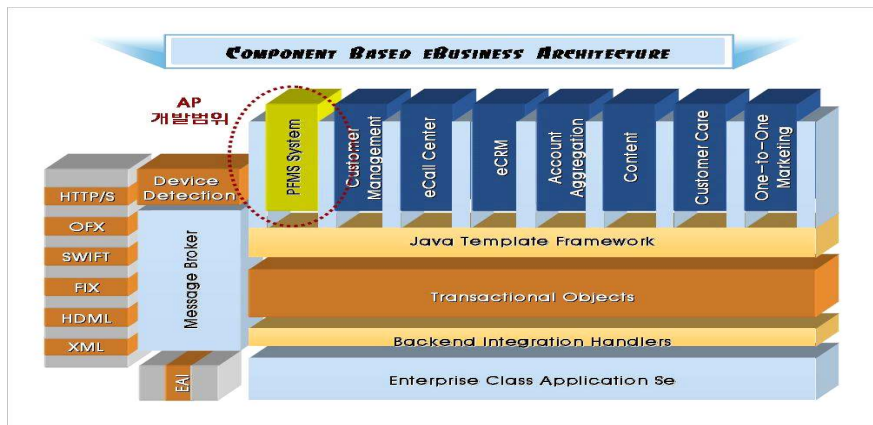 COMPONENT BASED EBUSINESS ARCHITECTURE
AP
개발범위
HTTP/S
OFX
SWIFT
FIX
HDML
XML
Device
Detection
Message Broker
EAI
PFMS System
Customer
Management
eCall Center
eCRM
Account
Aggregation
Content
Customer Care
One-to-One
Marketing
Java Template Framework
Transactional Objects
Backend Integration Handlers
Enterprise Class Application Se